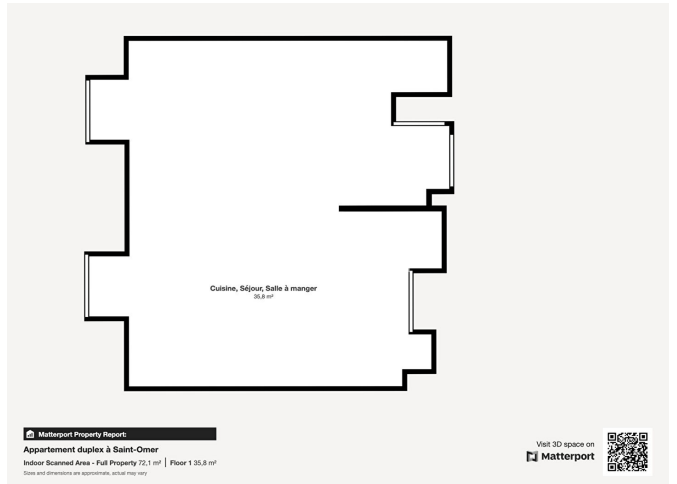 Cuisine, Séjour, Salle à manger
35,8 m²
Matterport Property Report:
Appartement duplex à Saint-Omer
Indoor Scanned Area - Full Property 72,1 m² | Floor 1 35,8 m²
Sizes and dimensions are approximate, actual may vary
Visit 3D space on
Matterport